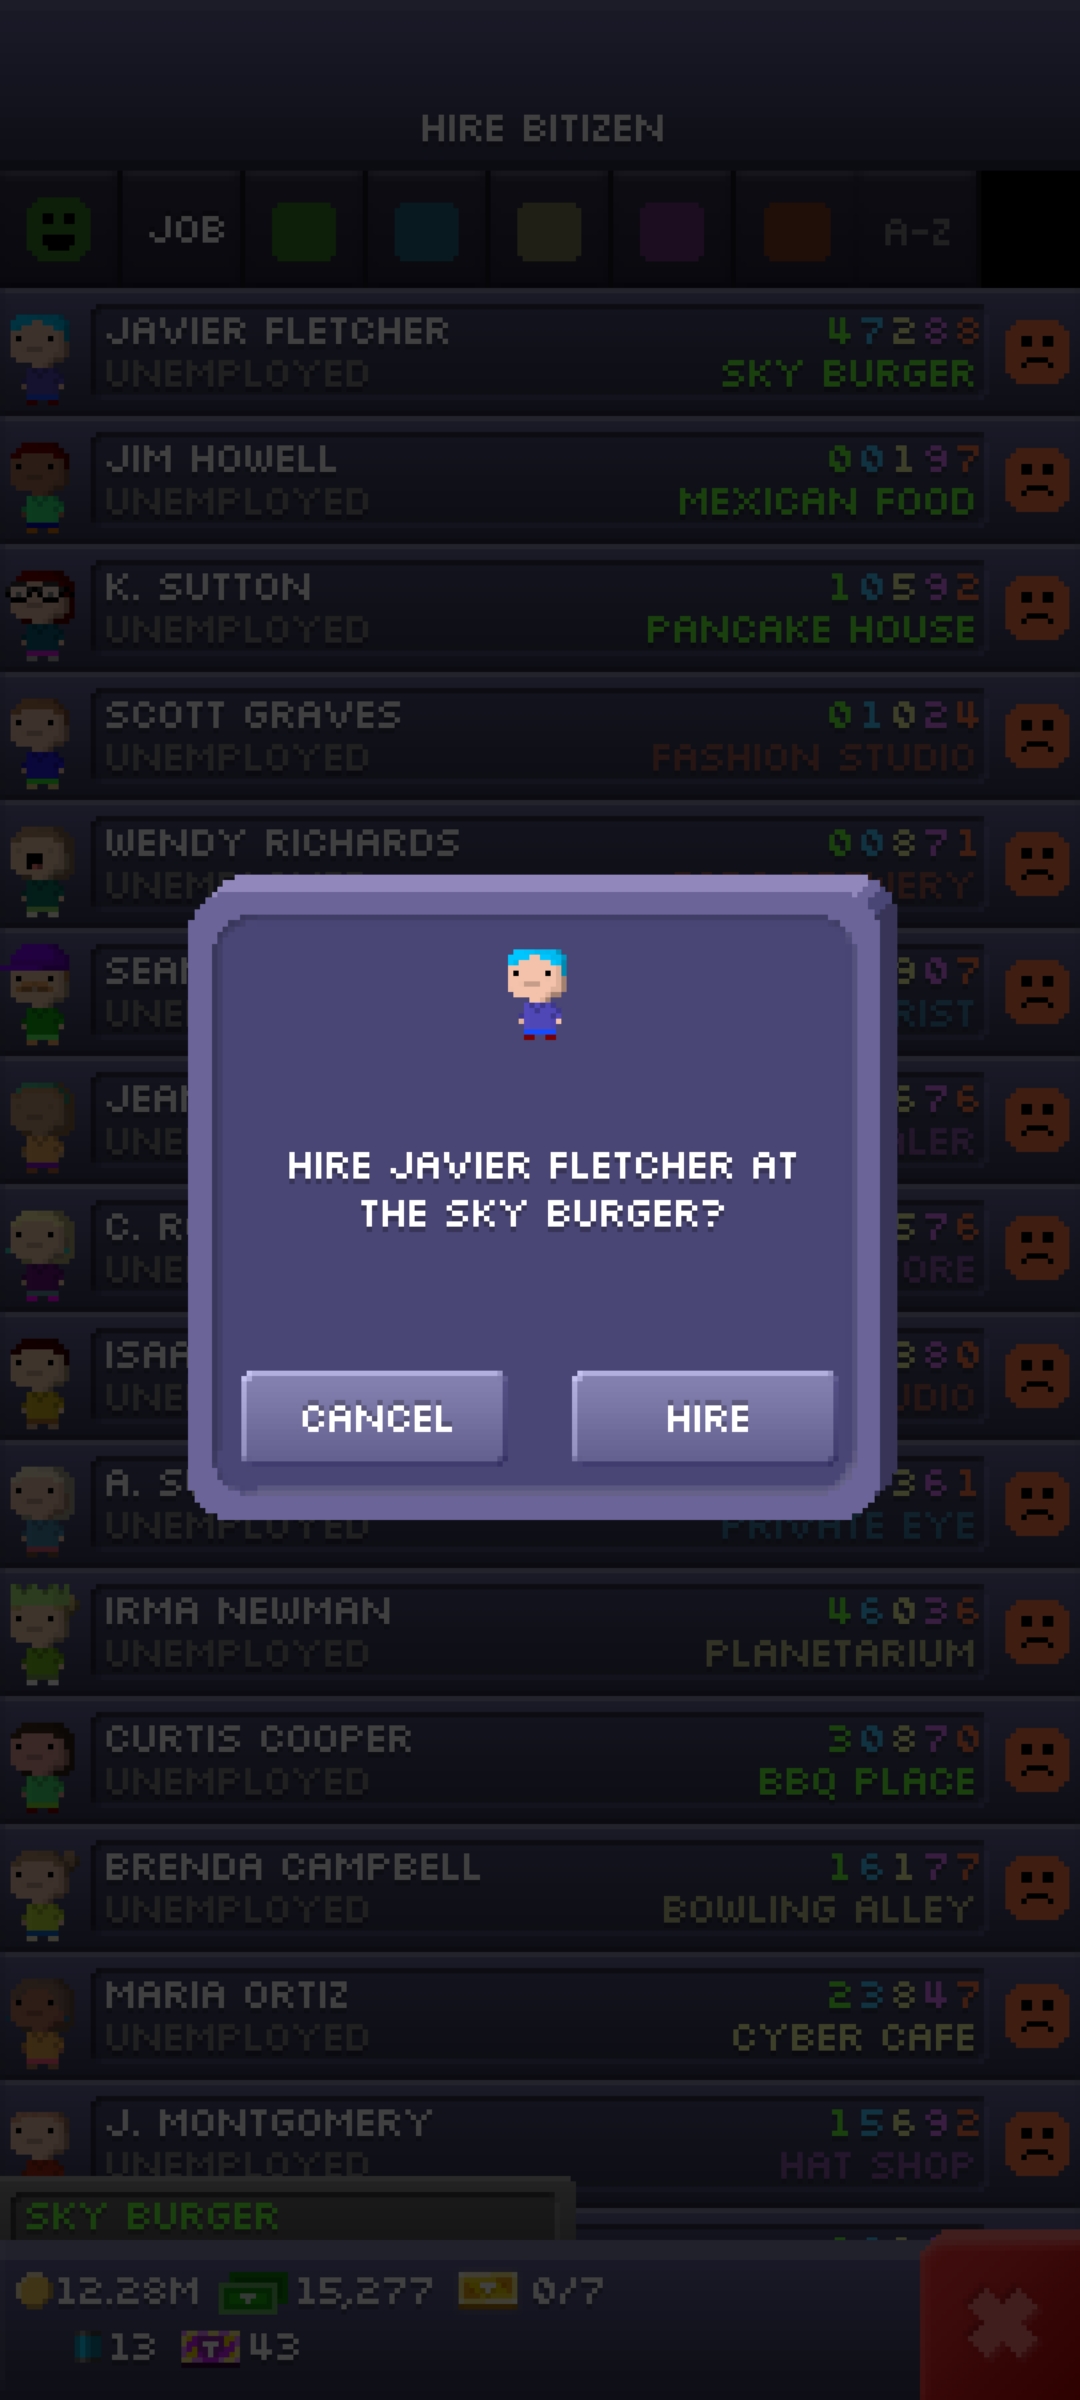 HIRE BITIZEN
JOB
A-Z
JAVIER FLETCHER 47288
UNEMPLOYED SKY BURGER
JIM HOWELL 00197
UNEMPLOYED MEXICAN FOOD
K. SUTTON 10592
UNEMPLOYED PANCAKE HOUSE
SCOTT GRAVES 01024
UNEMPLOYED FASHION STUDIO
WENDY RICHARDS 00871
HIRE JAVIER FLETCHER AT
THE SKY BURGER?
CANCEL HIRE
UNEMPLOYED PRIVATE EYE
IRMA NEWMAN 46036
UNEMPLOYED PLANETARIUM
CURTIS COOPER 30870
UNEMPLOYED BBQ PLACE
BRENDA CAMPBELL 16177
UNEMPLOYED BOWLING ALLEY
MARIA ORTIZ 23847
UNEMPLOYED CYBER CAFE
J. MONTGOMERY 15692
UNEMPLOYED HAT SHOP
SKY BURGER
12.28M 15,277 0/7
13 43